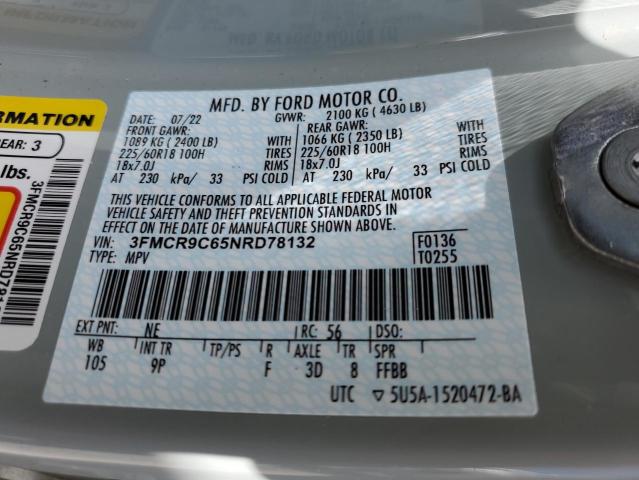 MFD. BY FORD MOTOR CO.
DATE: 07/22 GVWR: 2100 KG ( 4630 LB)
FRONT GAWR: REAR GAWR:
1089 KG ( 2400 LB) WITH 1066 KG ( 2350 LB) WITH
225/60R18 100H TIRES 225/60R18 100H TIRES
18x7.0J RIMS 18x7.0J RIMS
AT 230 kPa/ 33 PSI COLD AT 230 kPa/ 33 PSI COLD
THIS VEHICLE CONFORMS TO ALL APPLICABLE FEDERAL MOTOR
VEHICLE SAFETY AND THEFT PREVENTION STANDARDS IN
EFFECT ON THE DATE OF MANUFACTURE SHOWN ABOVE.
VIN: 3FMCR9C65NRD78132 F0136
TYPE: MPV T0255
EXT PNT: NE RC: 56 DSO:
WB INT TR TP/PS R AXLE TR SPR
105 9P F 3D 8 FFBB
UTC ▽ 5U5A-1520472-BA
EAR: 3
lbs.
3FMCR9C65NRD781